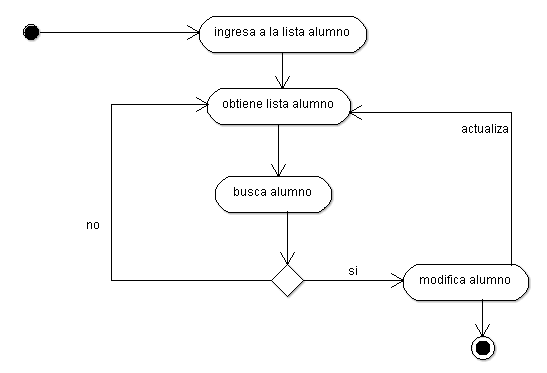 ingresa a la lista alumno
obtiene lista alumno
actualiza
busca alumno
no
si
modifica alumno